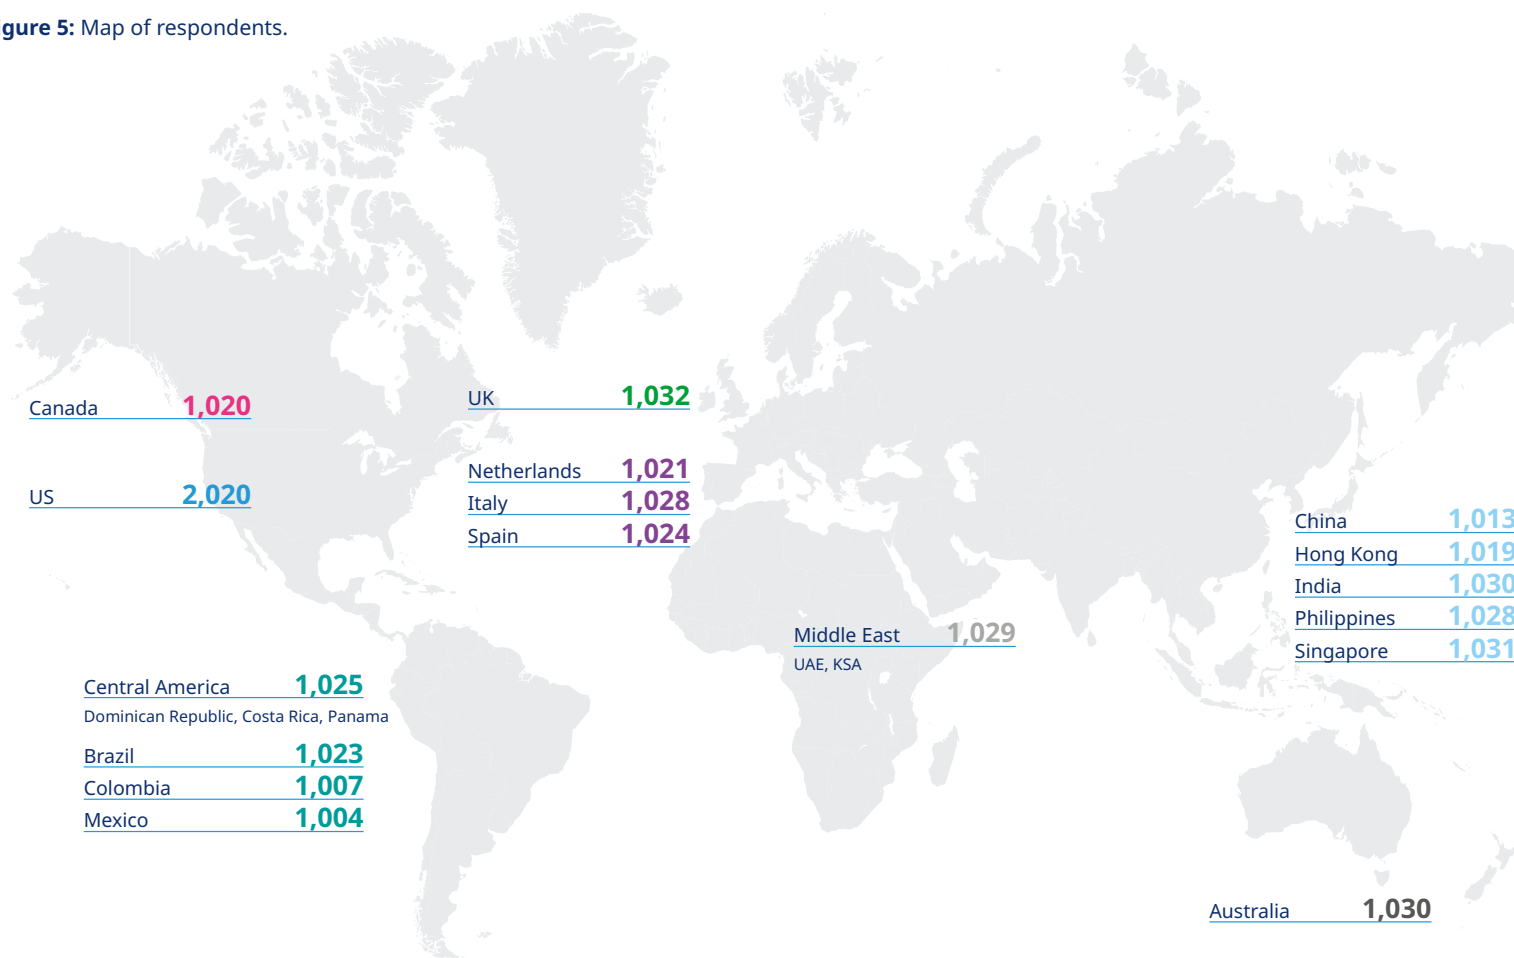 gure 5: Map of respondents.
Canada 1,020
US 2,020
UK 1,032
Netherlands 1,021
Italy 1,028
Spain 1,024
Middle East 1,029
UAE, KSA
China 1,013
Hong Kong 1,019
India 1,030
Philippines 1,028
Singapore 1,031
Central America 1,025
Dominican Republic, Costa Rica, Panama
Brazil 1,023
Colombia 1,007
Mexico 1,004
Australia 1,030